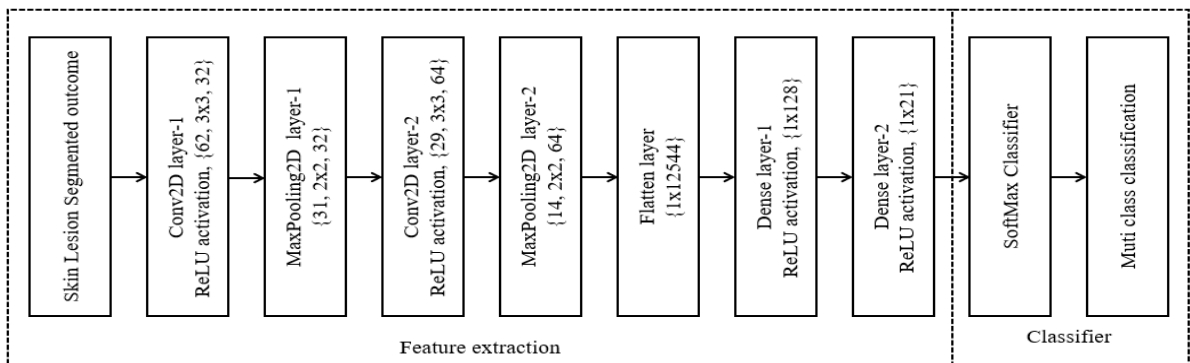 Skin Lesion Segmented outcome
Conv2D layer-1
ReLU activation, {62, 3x3, 32}
MaxPooling2D layer-1
{31, 2x2, 32}
Conv2D layer-2
ReLU activation, {29, 3x3, 64}
MaxPooling2D layer-2
{14, 2x2, 64}
Flatten layer
{1x12544}
Dense layer-1
ReLU activation, {1x128}
Dense layer-2
ReLU activation, {1x21}
SoftMax Classifier
Muti class classification
Feature extraction
Classifier